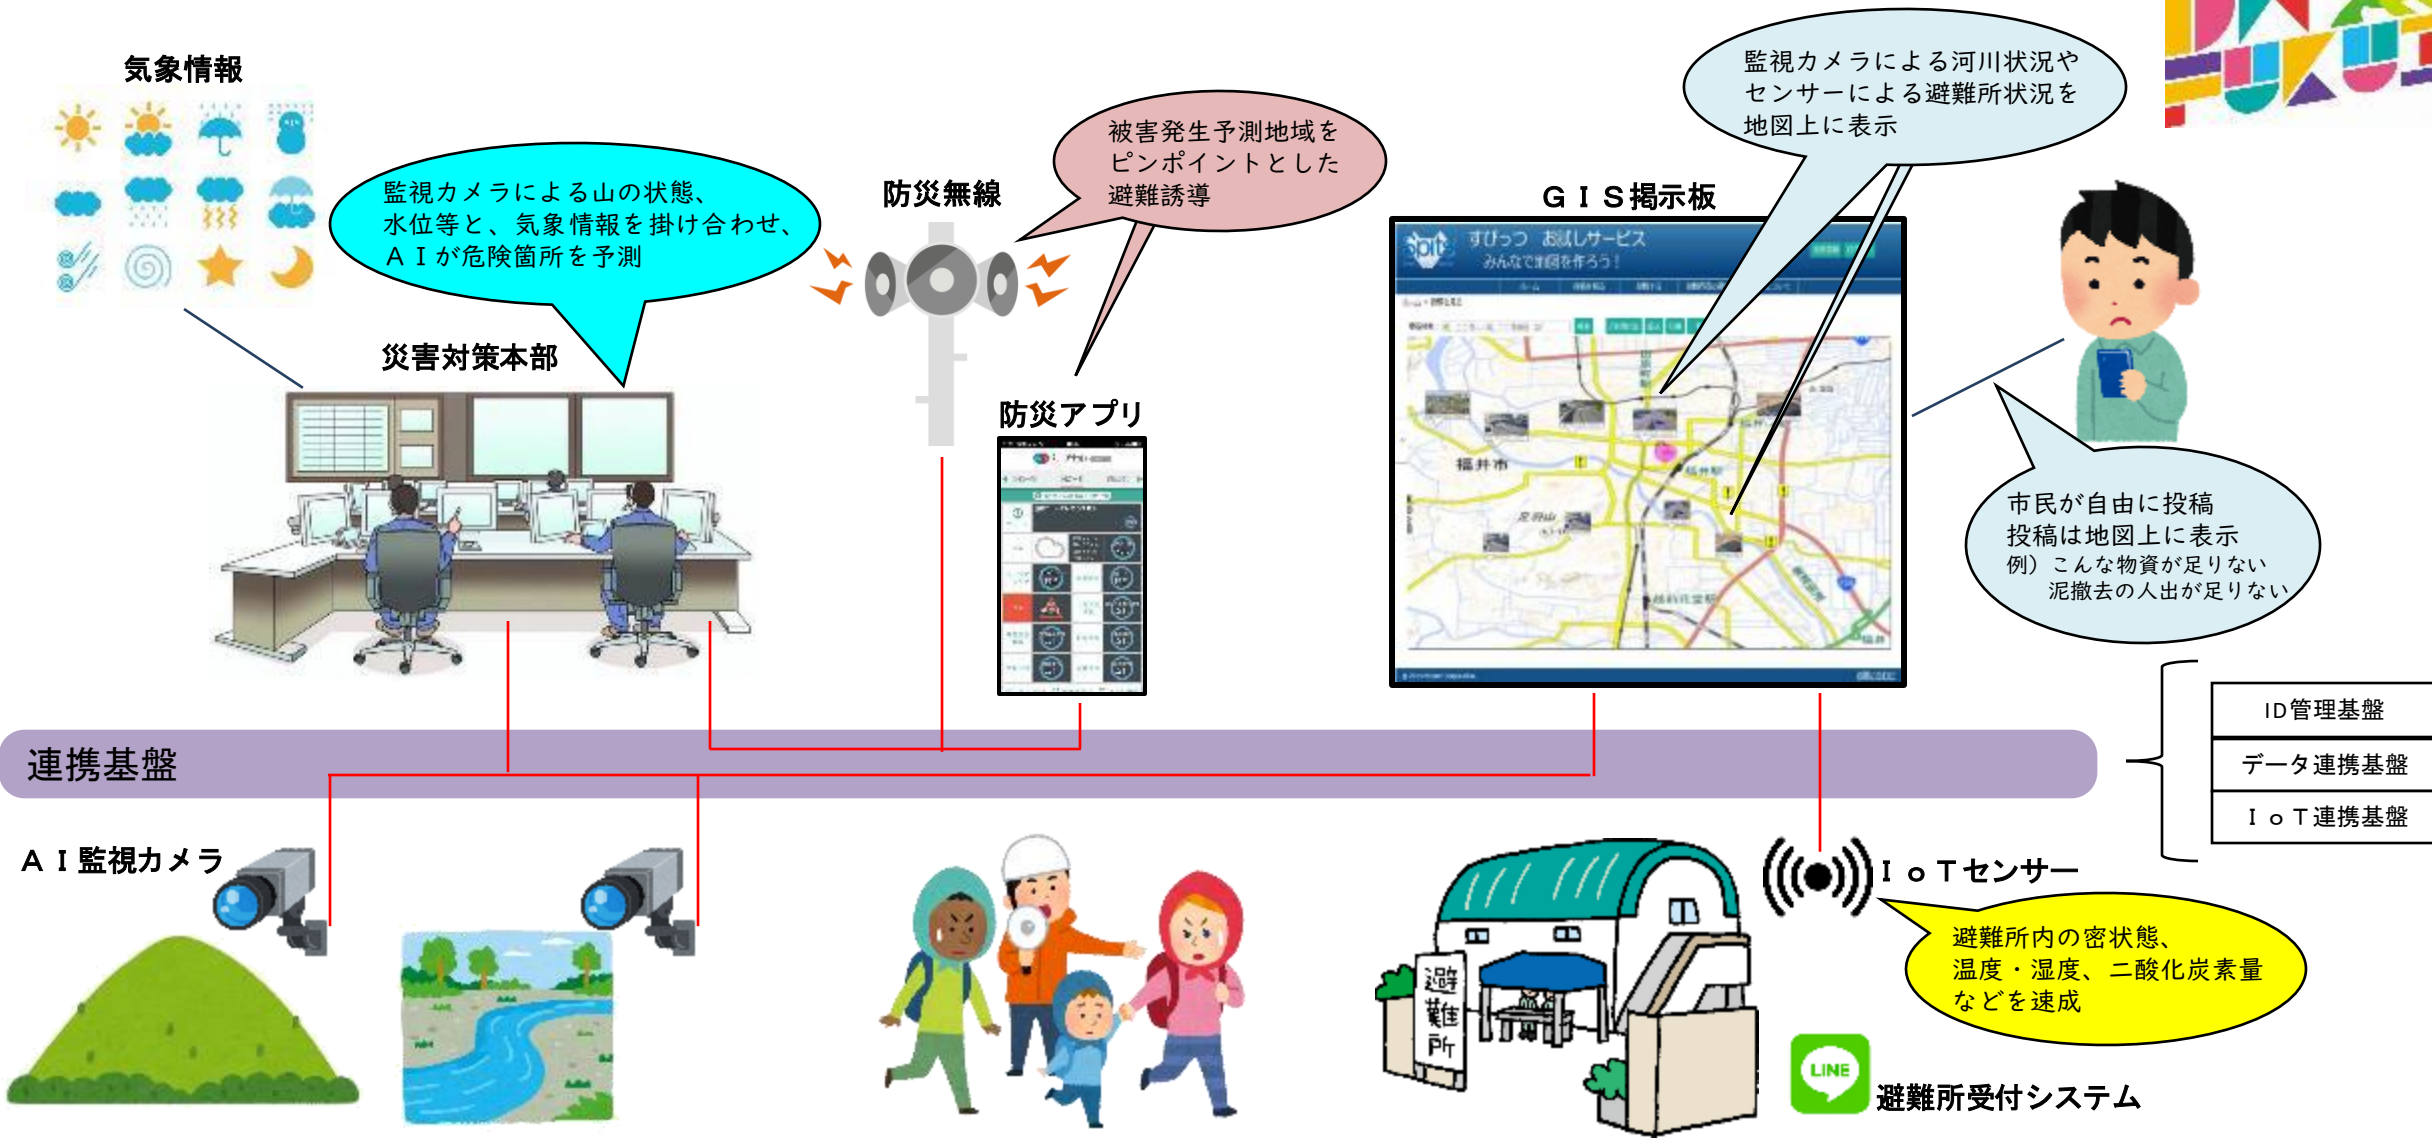 気象情報
監視カメラによる山の状態、
水位等と、気象情報を掛け合わせ、
ＡＩが危険箇所を予測
災害対策本部
防災無線
被害発生予測地域を
ピンポイントとした
避難誘導
防災アプリ
監視カメラによる河川状況や
センサーによる避難所状況を
地図上に表示
ＧＩＳ掲示板
すぴっつ　お試しサービス
みんなで地図を作ろう！
福井市
足羽山
福井駅
FUKUI
市民が自由に投稿
投稿は地図上に表示
例）こんな物資が足りない
泥撤去の人出が足りない
連携基盤
ID管理基盤
データ連携基盤
ＩｏＴ連携基盤
ＡＩ監視カメラ
避難所
ＩｏＴセンサー
避難所内の密状態、
温度・湿度、二酸化炭素量
などを速成
LINE
避難所受付システム